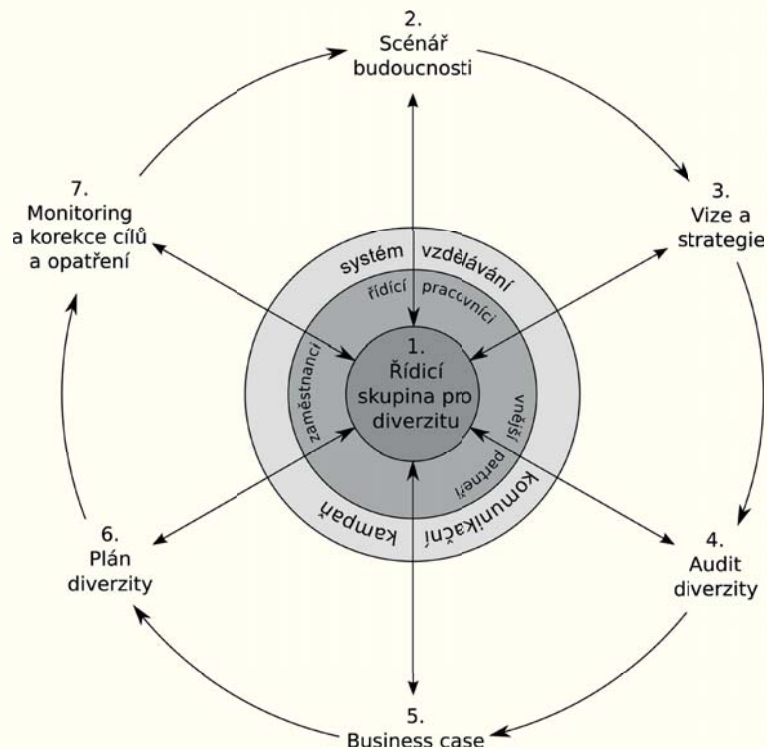 2.
Scénář
budoucnosti
3.
Vize a
strategie
4.
Audit
diverzity
5.
Business case
6.
Plán
diverzity
7.
Monitoring
a korekce cílů
a opatření
systém vzdělávání
řídící pracovníci
1.
Řídicí
skupina pro
diverzitu
zaměstnanci
vnější partneři
komunikační kampaň